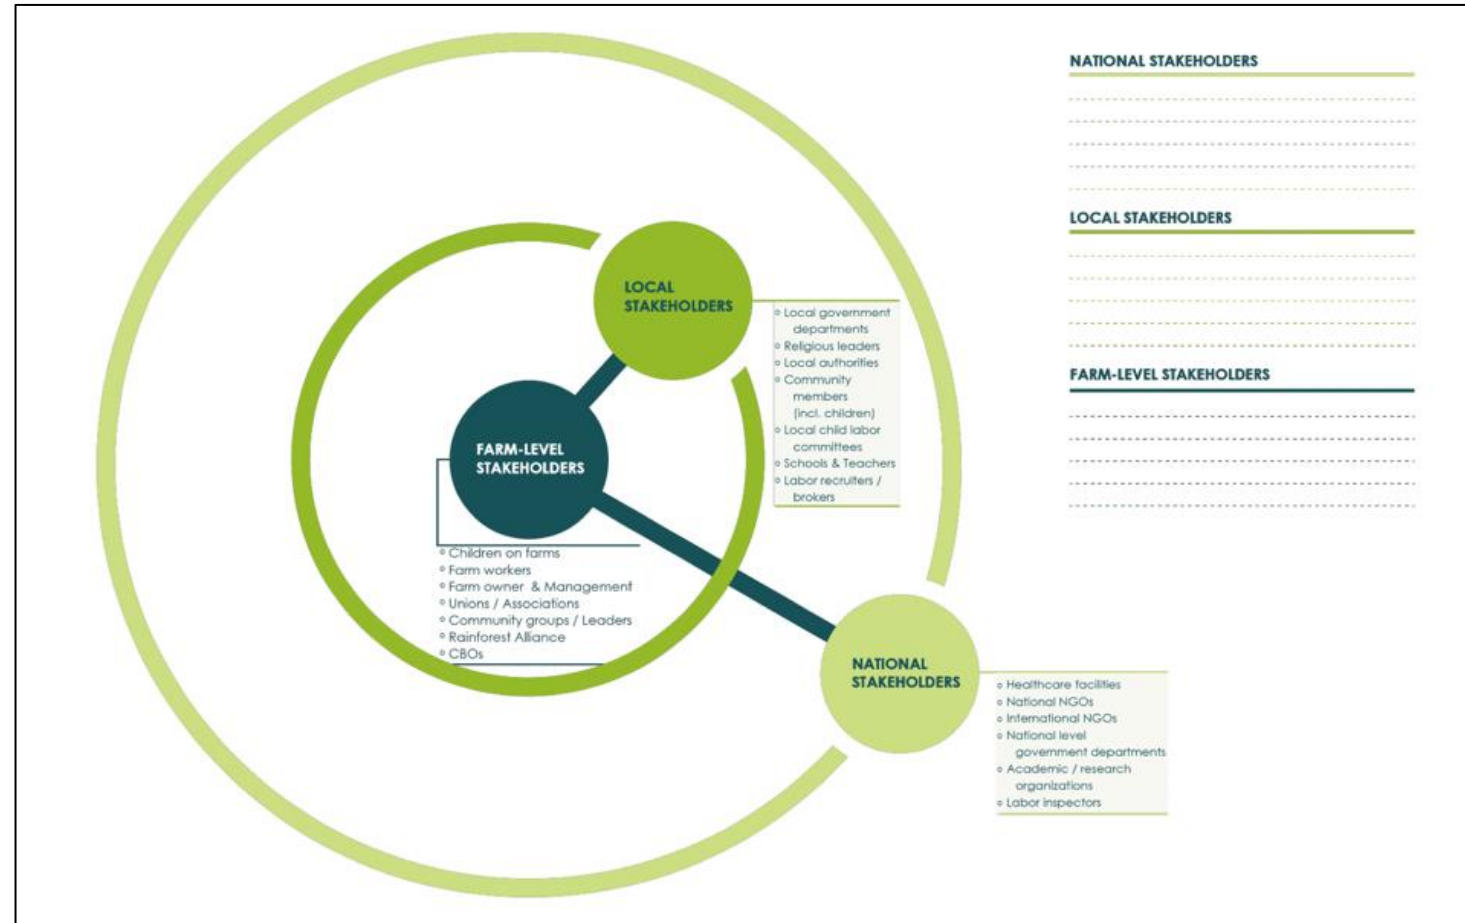 NATIONAL STAKEHOLDERS
LOCAL STAKEHOLDERS
FARM-LEVEL STAKEHOLDERS
LOCAL
STAKEHOLDERS
Local government
departments
Religious leaders
Local authorities
Community
members
(incl. children)
Local child labor
committees
Schools & Teachers
Labor recruiters /
brokers
FARM-LEVEL
STAKEHOLDERS
Children on farms
Farm workers
Farm owner & Management
Unions / Associations
Community groups / Leaders
Rainforest Alliance
CBOs
NATIONAL
STAKEHOLDERS
Healthcare facilities
National NGOs
International NGOs
National level
government departments
Academic / research
organizations
Labor inspectors